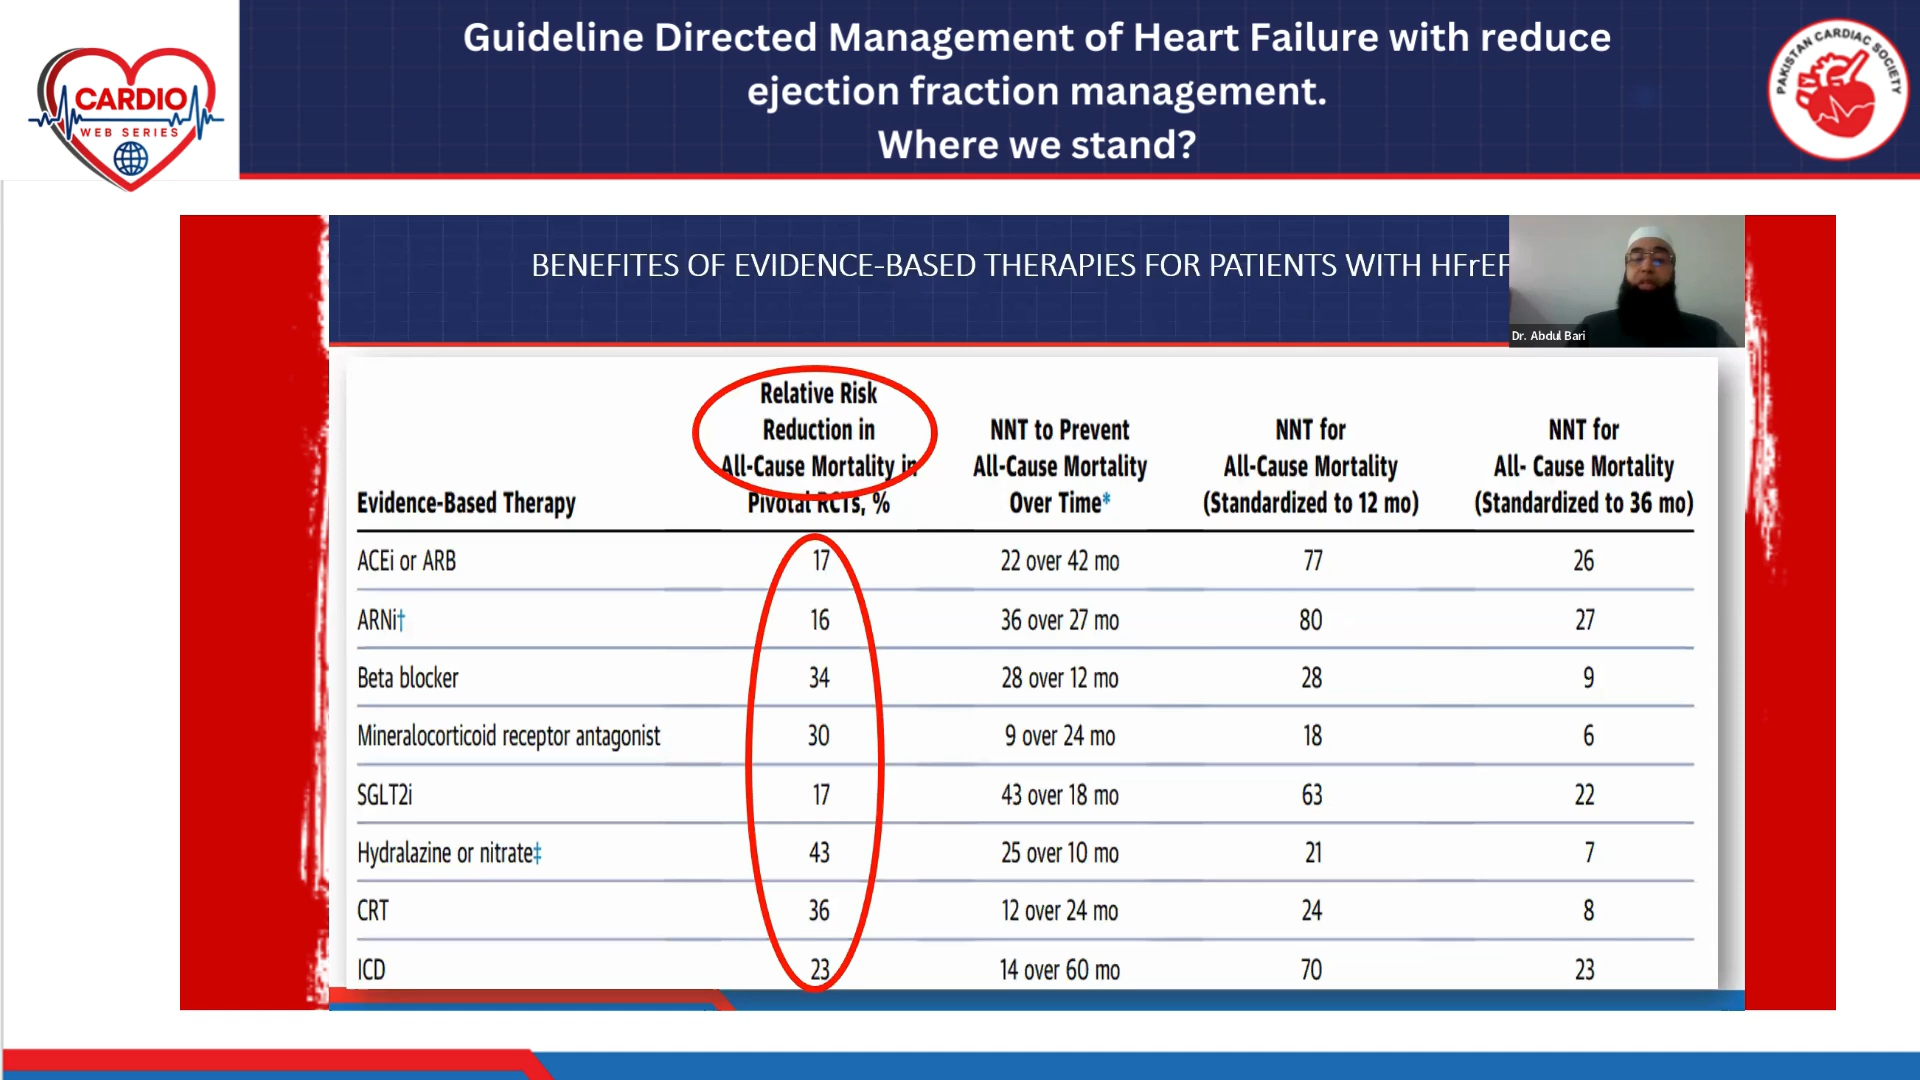 Guideline Directed Management of Heart Failure with reduce
ejection fraction management.
Where we stand?
CARDIO
WEB SERIES
PAKISTAN CARDIAC SOCIETY
BENEFITES OF EVIDENCE-BASED THERAPIES FOR PATIENTS WITH HFrEF
Dr. Abdul Bari
Evidence-Based Therapy
Relative Risk
Reduction in
All-Cause Mortality in
Pivotal RCTs, %
NNT to Prevent
All-Cause Mortality
Over Time*
NNT for
All-Cause Mortality
(Standardized to 12 mo)
NNT for
All- Cause Mortality
(Standardized to 36 mo)
ACEi or ARB 17 22 over 42 mo 77 26
ARNi† 16 36 over 27 mo 80 27
Beta blocker 34 28 over 12 mo 28 9
Mineralocorticoid receptor antagonist 30 9 over 24 mo 18 6
SGLT2i 17 43 over 18 mo 63 22
Hydralazine or nitrate‡ 43 25 over 10 mo 21 7
CRT 36 12 over 24 mo 24 8
ICD 23 14 over 60 mo 70 23